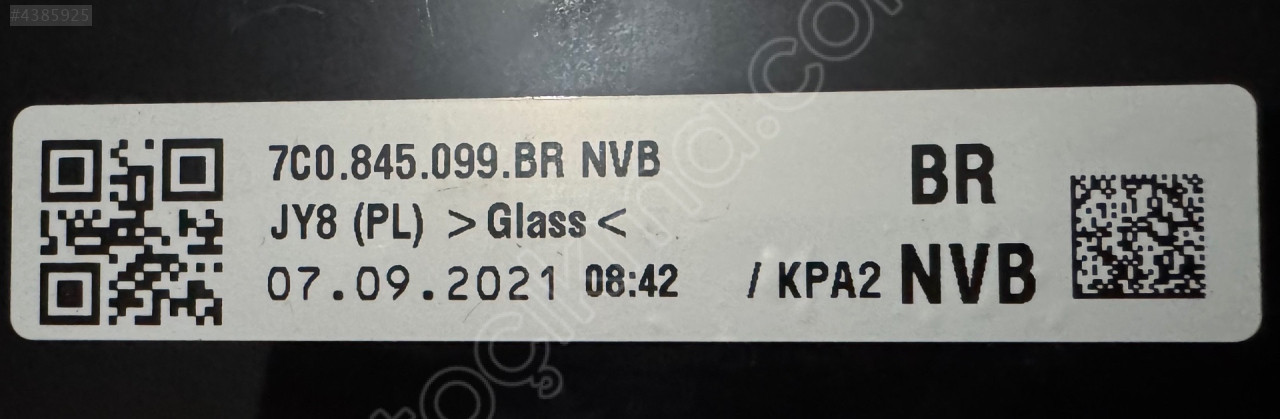 #4385925
7C0.845.099.BR NVB
JY8 (PL) >Glass<
07.09.2021 08:42 / KPA2
BR
NVB